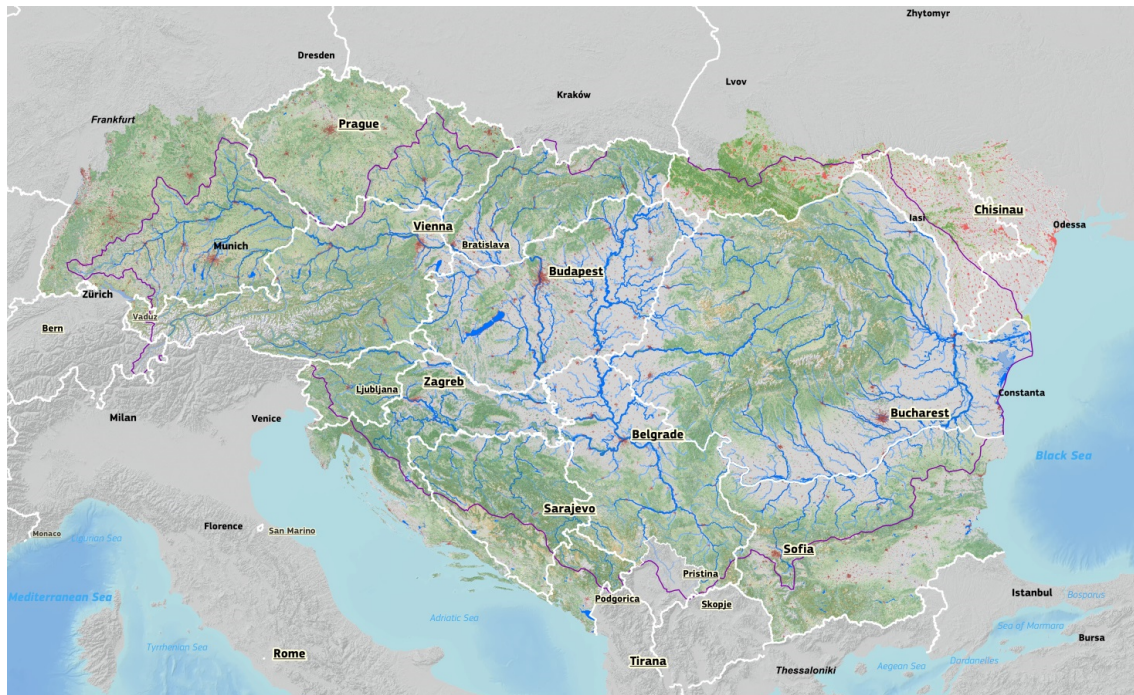 Zhytomyr
Dresden
Lvov
Kraków
Frankfurt
Prague
Chisinau
Iasi
Odessa
Vienna
Bratislava
Munich
Budapest
Zürich
Vaduz
Bern
Zagreb
Ljubljana
Constanta
Bucharest
Milan
Venice
Belgrade
Black Sea
Sarajevo
Florence
San Marino
Monaco
Ligurian Sea
Sofia
Pristina
Mediterranean Sea
Podgorica
Skopje
Istanbul
Bosporus
Adriatic Sea
Sea of Marmara
Bursa
Tyrrhenian Sea
Rome
Tirana
Thessaloniki
Aegean Sea
Dardanelles